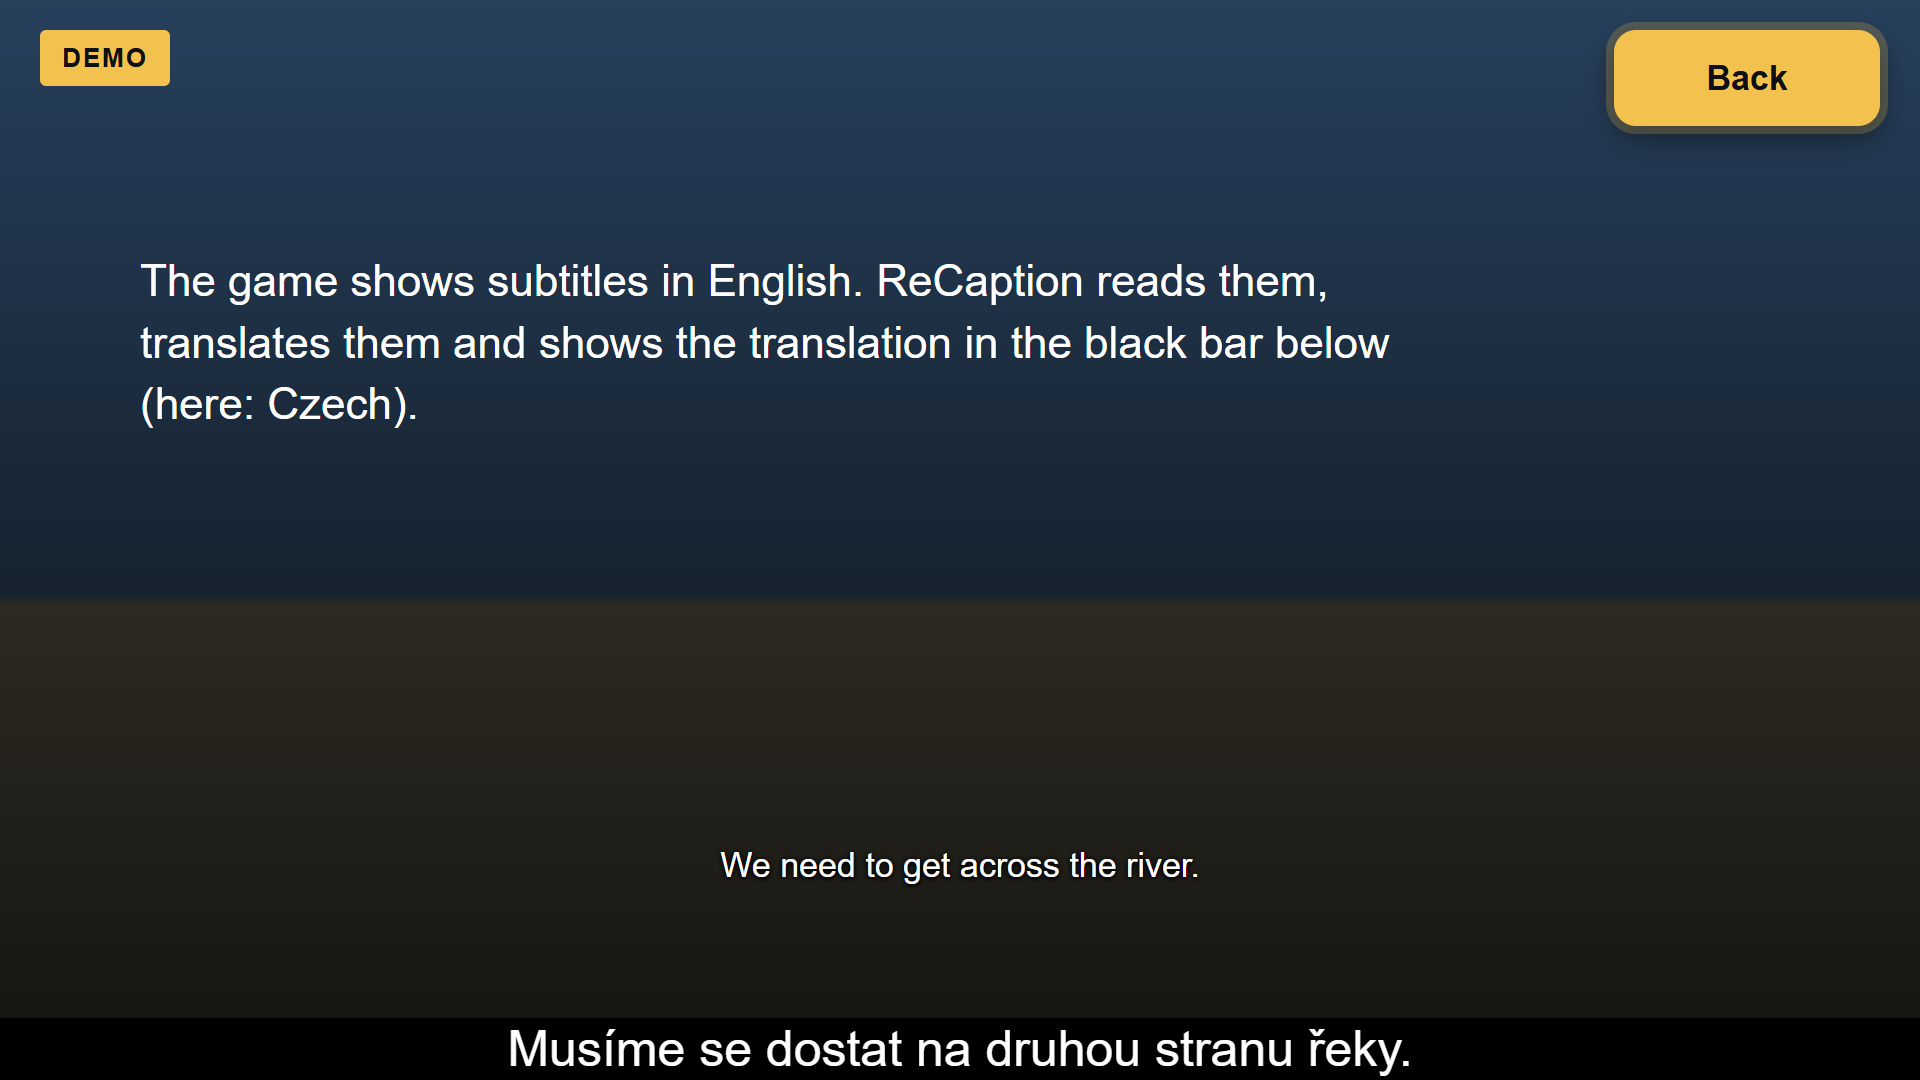 DEMO
Back
The game shows subtitles in English. ReCaption reads them,
translates them and shows the translation in the black bar below
(here: Czech).
We need to get across the river.
Musíme se dostat na druhou stranu řeky.